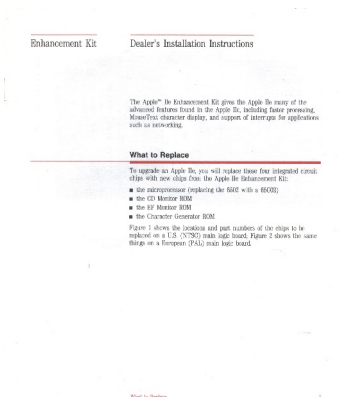 Enhancement Kit
Dealer's Installation Instructions
The Apple™ IIe Enhancement Kit gives the Apple IIe many of the
advanced features found in the Apple IIc, including faster processing,
MouseText character display, and support of interrupts for applications
such as networking.
What to Replace
To upgrade an Apple IIe, you will replace these four integrated circuit
chips with new chips from the Apple IIe Enhancement Kit:
■ the microprocessor (replacing the 6502 with a 65C02)
■ the CD Monitor ROM
■ the EF Monitor ROM
■ the Character Generator ROM
Figure 1 shows the locations and part numbers of the chips to be
replaced on a U.S. (NTSC) main logic board. Figure 2 shows the same
things on a European (PAL) main logic board.
What to Replace